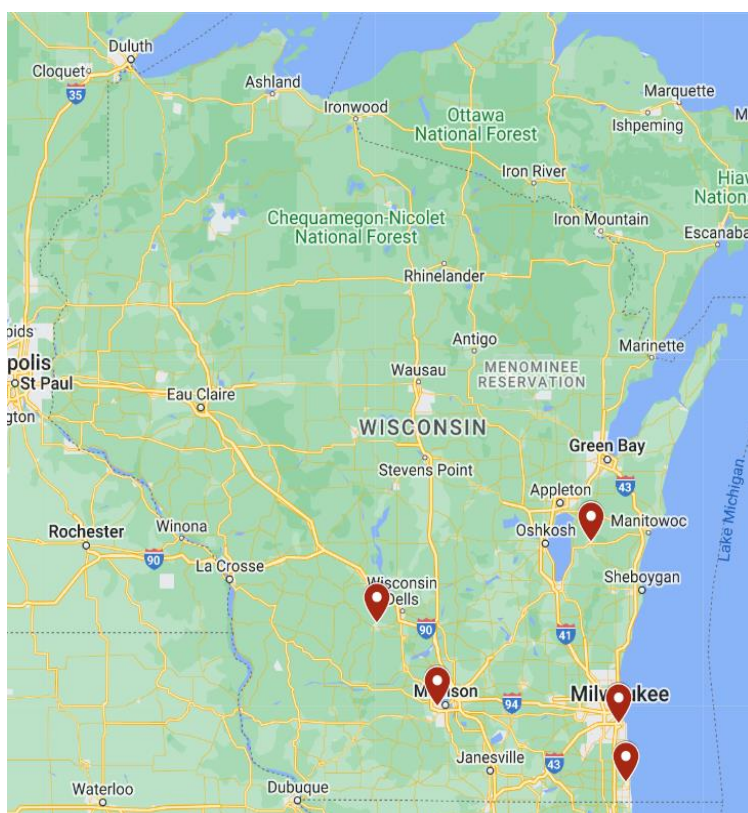 Duluth
Cloquet
35
Ashland
Ironwood
Marquette
Ishpeming
Ottawa
National Forest
Iron River
Hiaw
Nation
Chequamegon-Nicolet
National Forest
Iron Mountain
Escanaba
Rhinelander
pids
Antigo
Marinette
polis
St Paul
Wausau
MENOMINEE
RESERVATION
Eau Claire
gton
WISCONSIN
Green Bay
Stevens Point
43
Appleton
Lake Michigan
Rochester
Winona
Oshkosh
Manitowoc
90
La Crosse
Wisconsin
Dells
Sheboygan
90
41
Madison
94
Milwaukee
Janesville
43
Waterloo
Dubuque